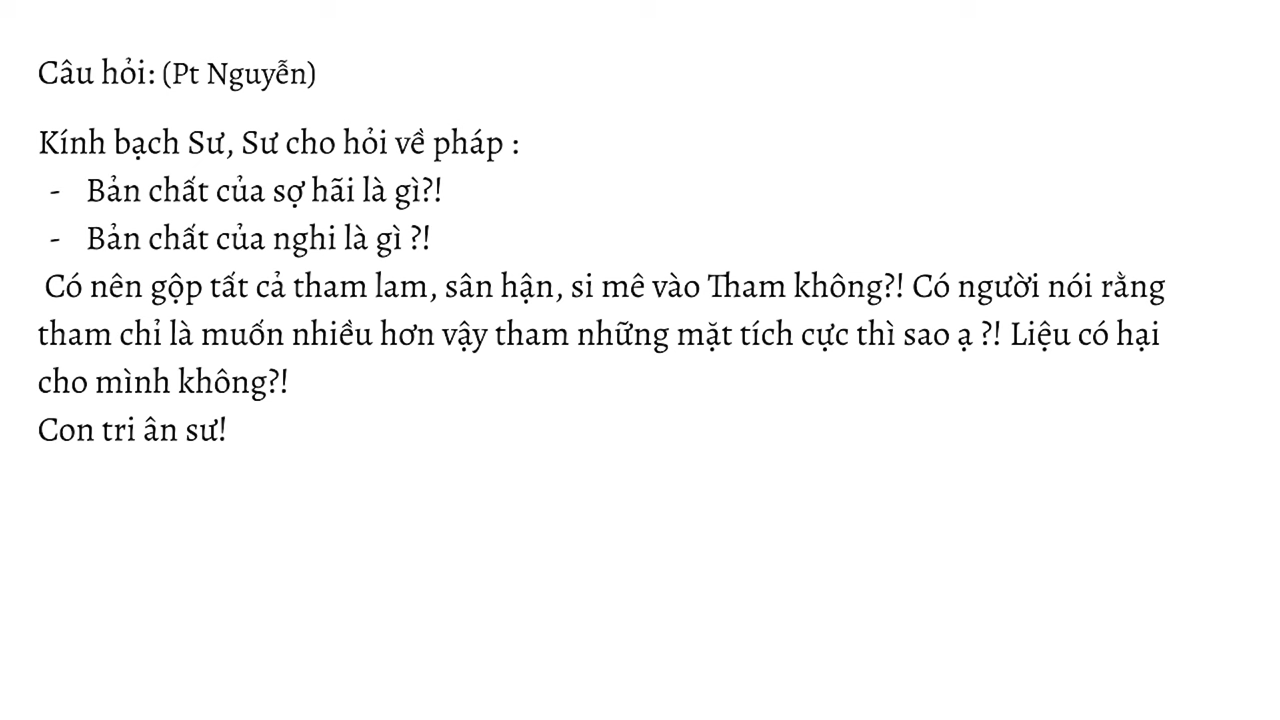 Câu hỏi: (Pt Nguyễn)
Kính bạch Sư, Sư cho hỏi về pháp :
- Bản chất của sợ hãi là gì?!
- Bản chất của nghi là gì ?!
Có nên gộp tất cả tham lam, sân hận, si mê vào Tham không?! Có người nói rằng
tham chỉ là muốn nhiều hơn vậy tham những mặt tích cực thì sao ạ ?! Liệu có hại
cho mình không?!
Con tri ân sư!